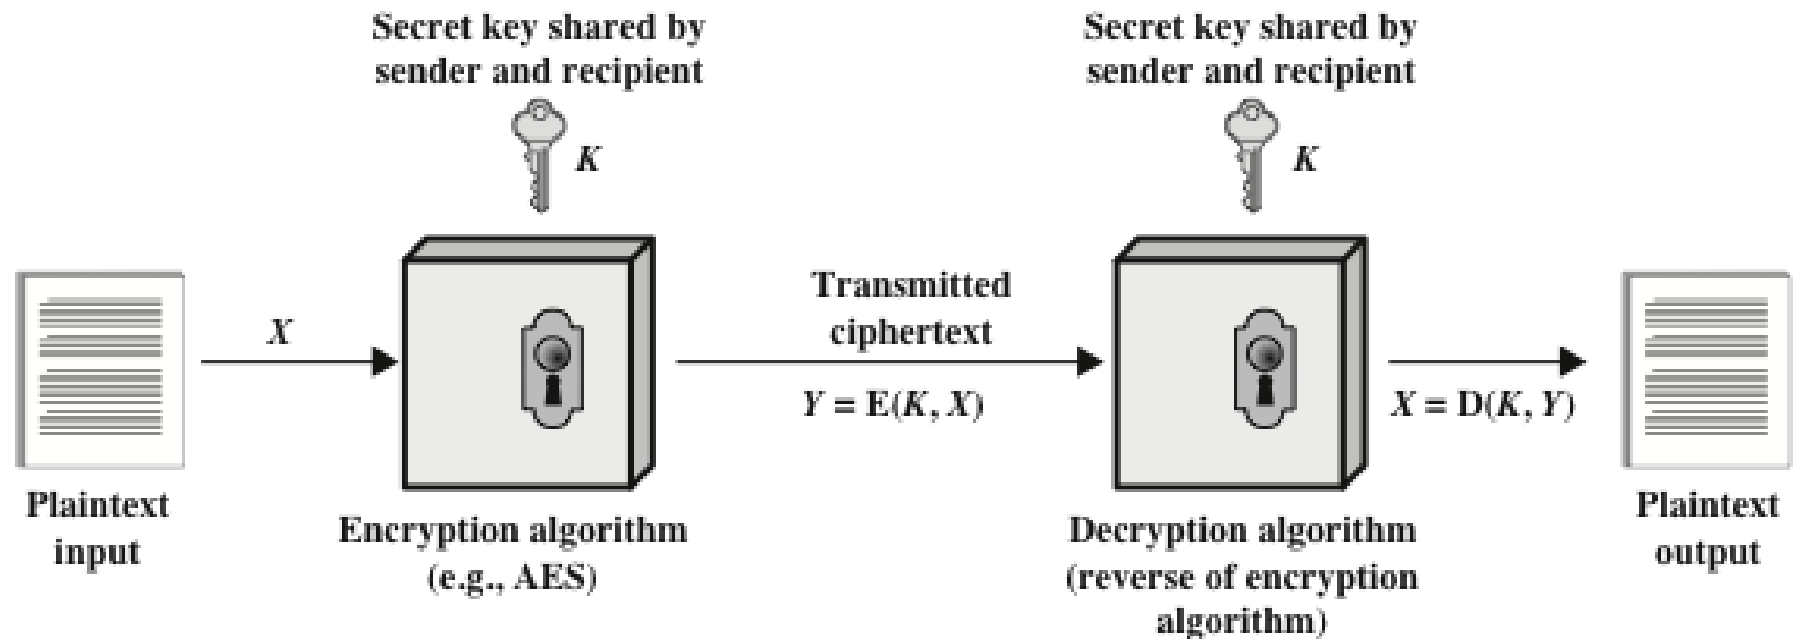 Secret key shared by
sender and recipient
K
Secret key shared by
sender and recipient
K
X
Transmitted
ciphertext
Y = E(K, X)
X = D(K, Y)
Plaintext
input
Encryption algorithm
(e.g., AES)
Decryption algorithm
(reverse of encryption
algorithm)
Plaintext
output